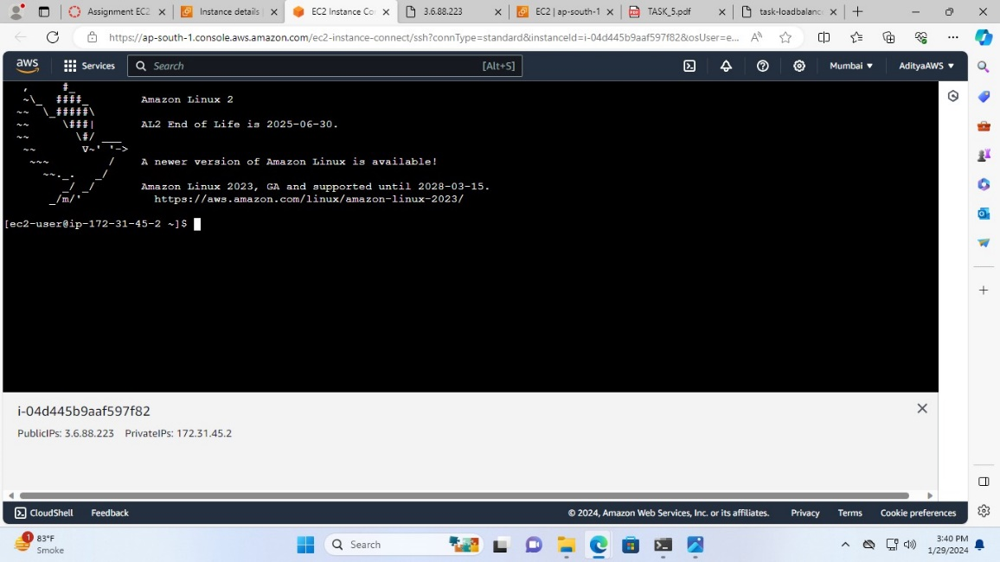 Assignment EC2
Instance details
EC2 Instance Co
3.6.88.223
EC2 | ap-south-1
TASK_5.pdf
task-loadbalanc
https://ap-south-1.console.aws.amazon.com/ec2-instance-connect/ssh?connType=standard&instanceId=i-04d445b9aaf597f82&osUser=e...
aws
Services
Search
[Alt+S]
Mumbai
AdityaAWS
   ,     #_
   ~\_  ####_        Amazon Linux 2
  ~~  \_#####\
  ~~     \###|       AL2 End of Life is 2025-06-30.
  ~~       \#/ ___
   ~~       V~' '->
    ~~~         /    A newer version of Amazon Linux is available!
      ~~._.   _/
         _/ _/       Amazon Linux 2023, GA and supported until 2028-03-15.
       _/m/'           https://aws.amazon.com/linux/amazon-linux-2023/
[ec2-user@ip-172-31-45-2 ~]$
i-04d445b9aaf597f82
PublicIPs: 3.6.88.223 PrivateIPs: 172.31.45.2
CloudShell
Feedback
© 2024, Amazon Web Services, Inc. or its affiliates.
Privacy
Terms
Cookie preferences
1
83°F
Smoke
Search
3:40 PM
1/29/2024